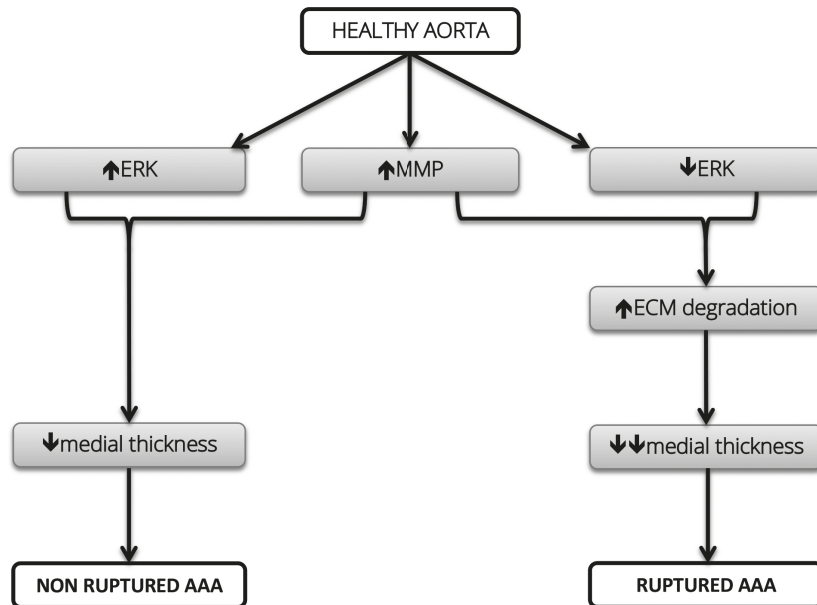 HEALTHY AORTA
↑ERK
↑MMP
↓ERK
↑ECM degradation
↓medial thickness
↓↓medial thickness
NON RUPTURED AAA
RUPTURED AAA